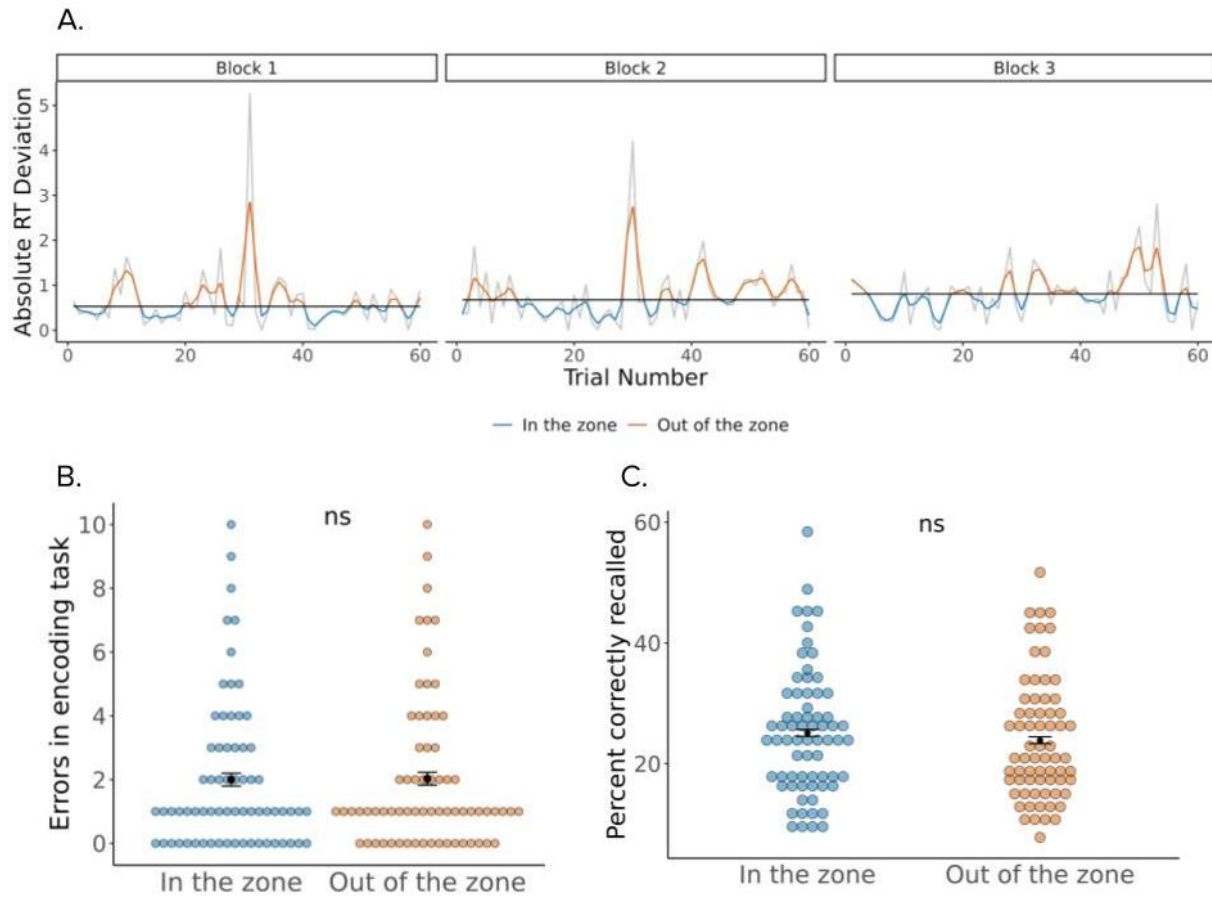 A.
Block 1 Block 2 Block 3
Absolute RT Deviation
5
4
3
2
1
0
0 20 40 60 0 20 40 60 0 20 40 60
Trial Number
In the zone Out of the zone
B.
ns
Errors in encoding task
10
8
6
4
2
0
In the zone Out of the zone
C.
ns
Percent correctly recalled
60
40
20
In the zone Out of the zone